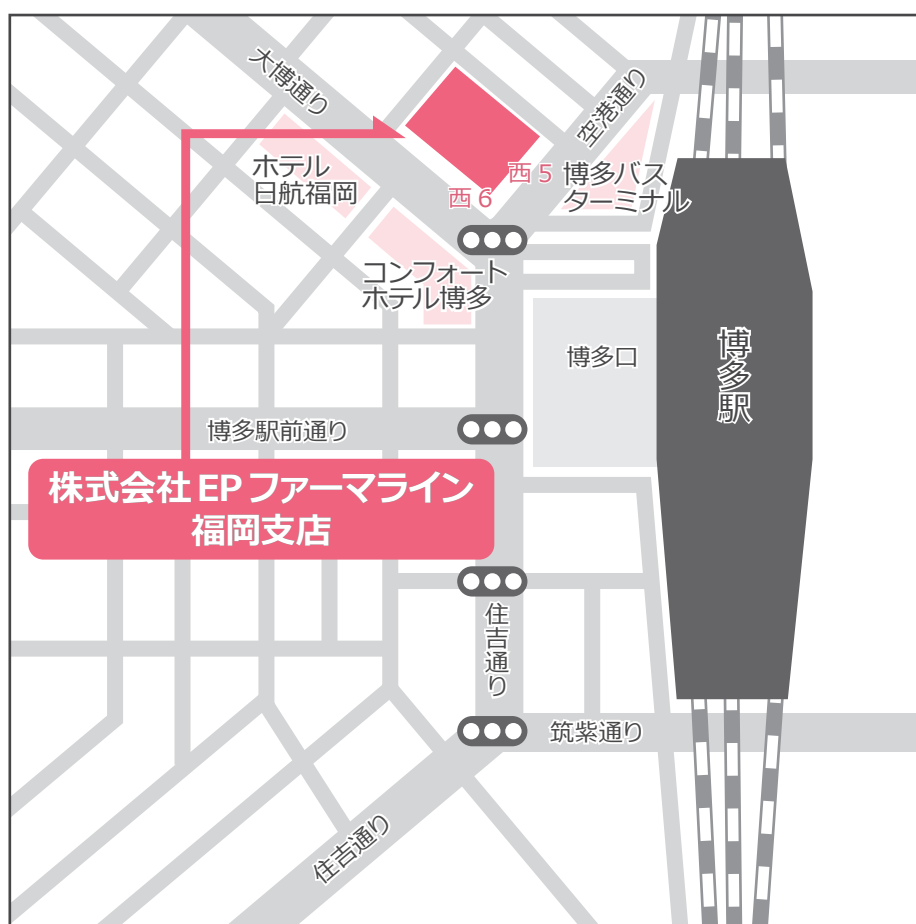 大博通り
空港通り
ホテル
日航福岡
西5
西6
博多バス
ターミナル
コンフォート
ホテル博多
博多口
博多駅
博多駅前通り
株式会社 EP ファーマライン
福岡支店
住吉通り
筑紫通り
住吉通り